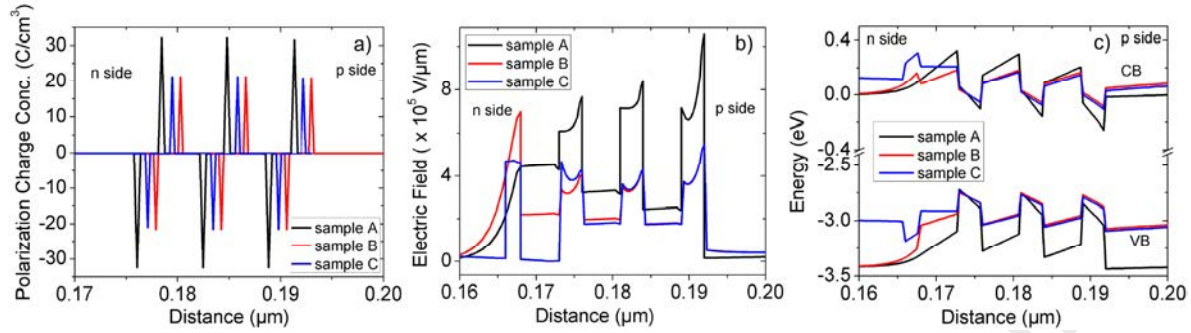 a)
n side
p side
30
20
10
0
-10
-20
-30
Polarization Charge Conc. (C/cm³)
sample A
sample B
sample C
0.17
0.18
0.19
0.20
Distance (µm)
b)
sample A
sample B
sample C
n side
p side
8
4
0
Electric Field ( x 10⁵ V/µm)
0.16
0.17
0.18
0.19
0.20
Distance (µm)
c)
n side
p side
CB
0.4
0.0
-0.4
-2.5
-3.0
-3.5
Energy (eV)
sample A
sample B
sample C
VB
0.16
0.17
0.18
0.19
0.20
Distance (µm)